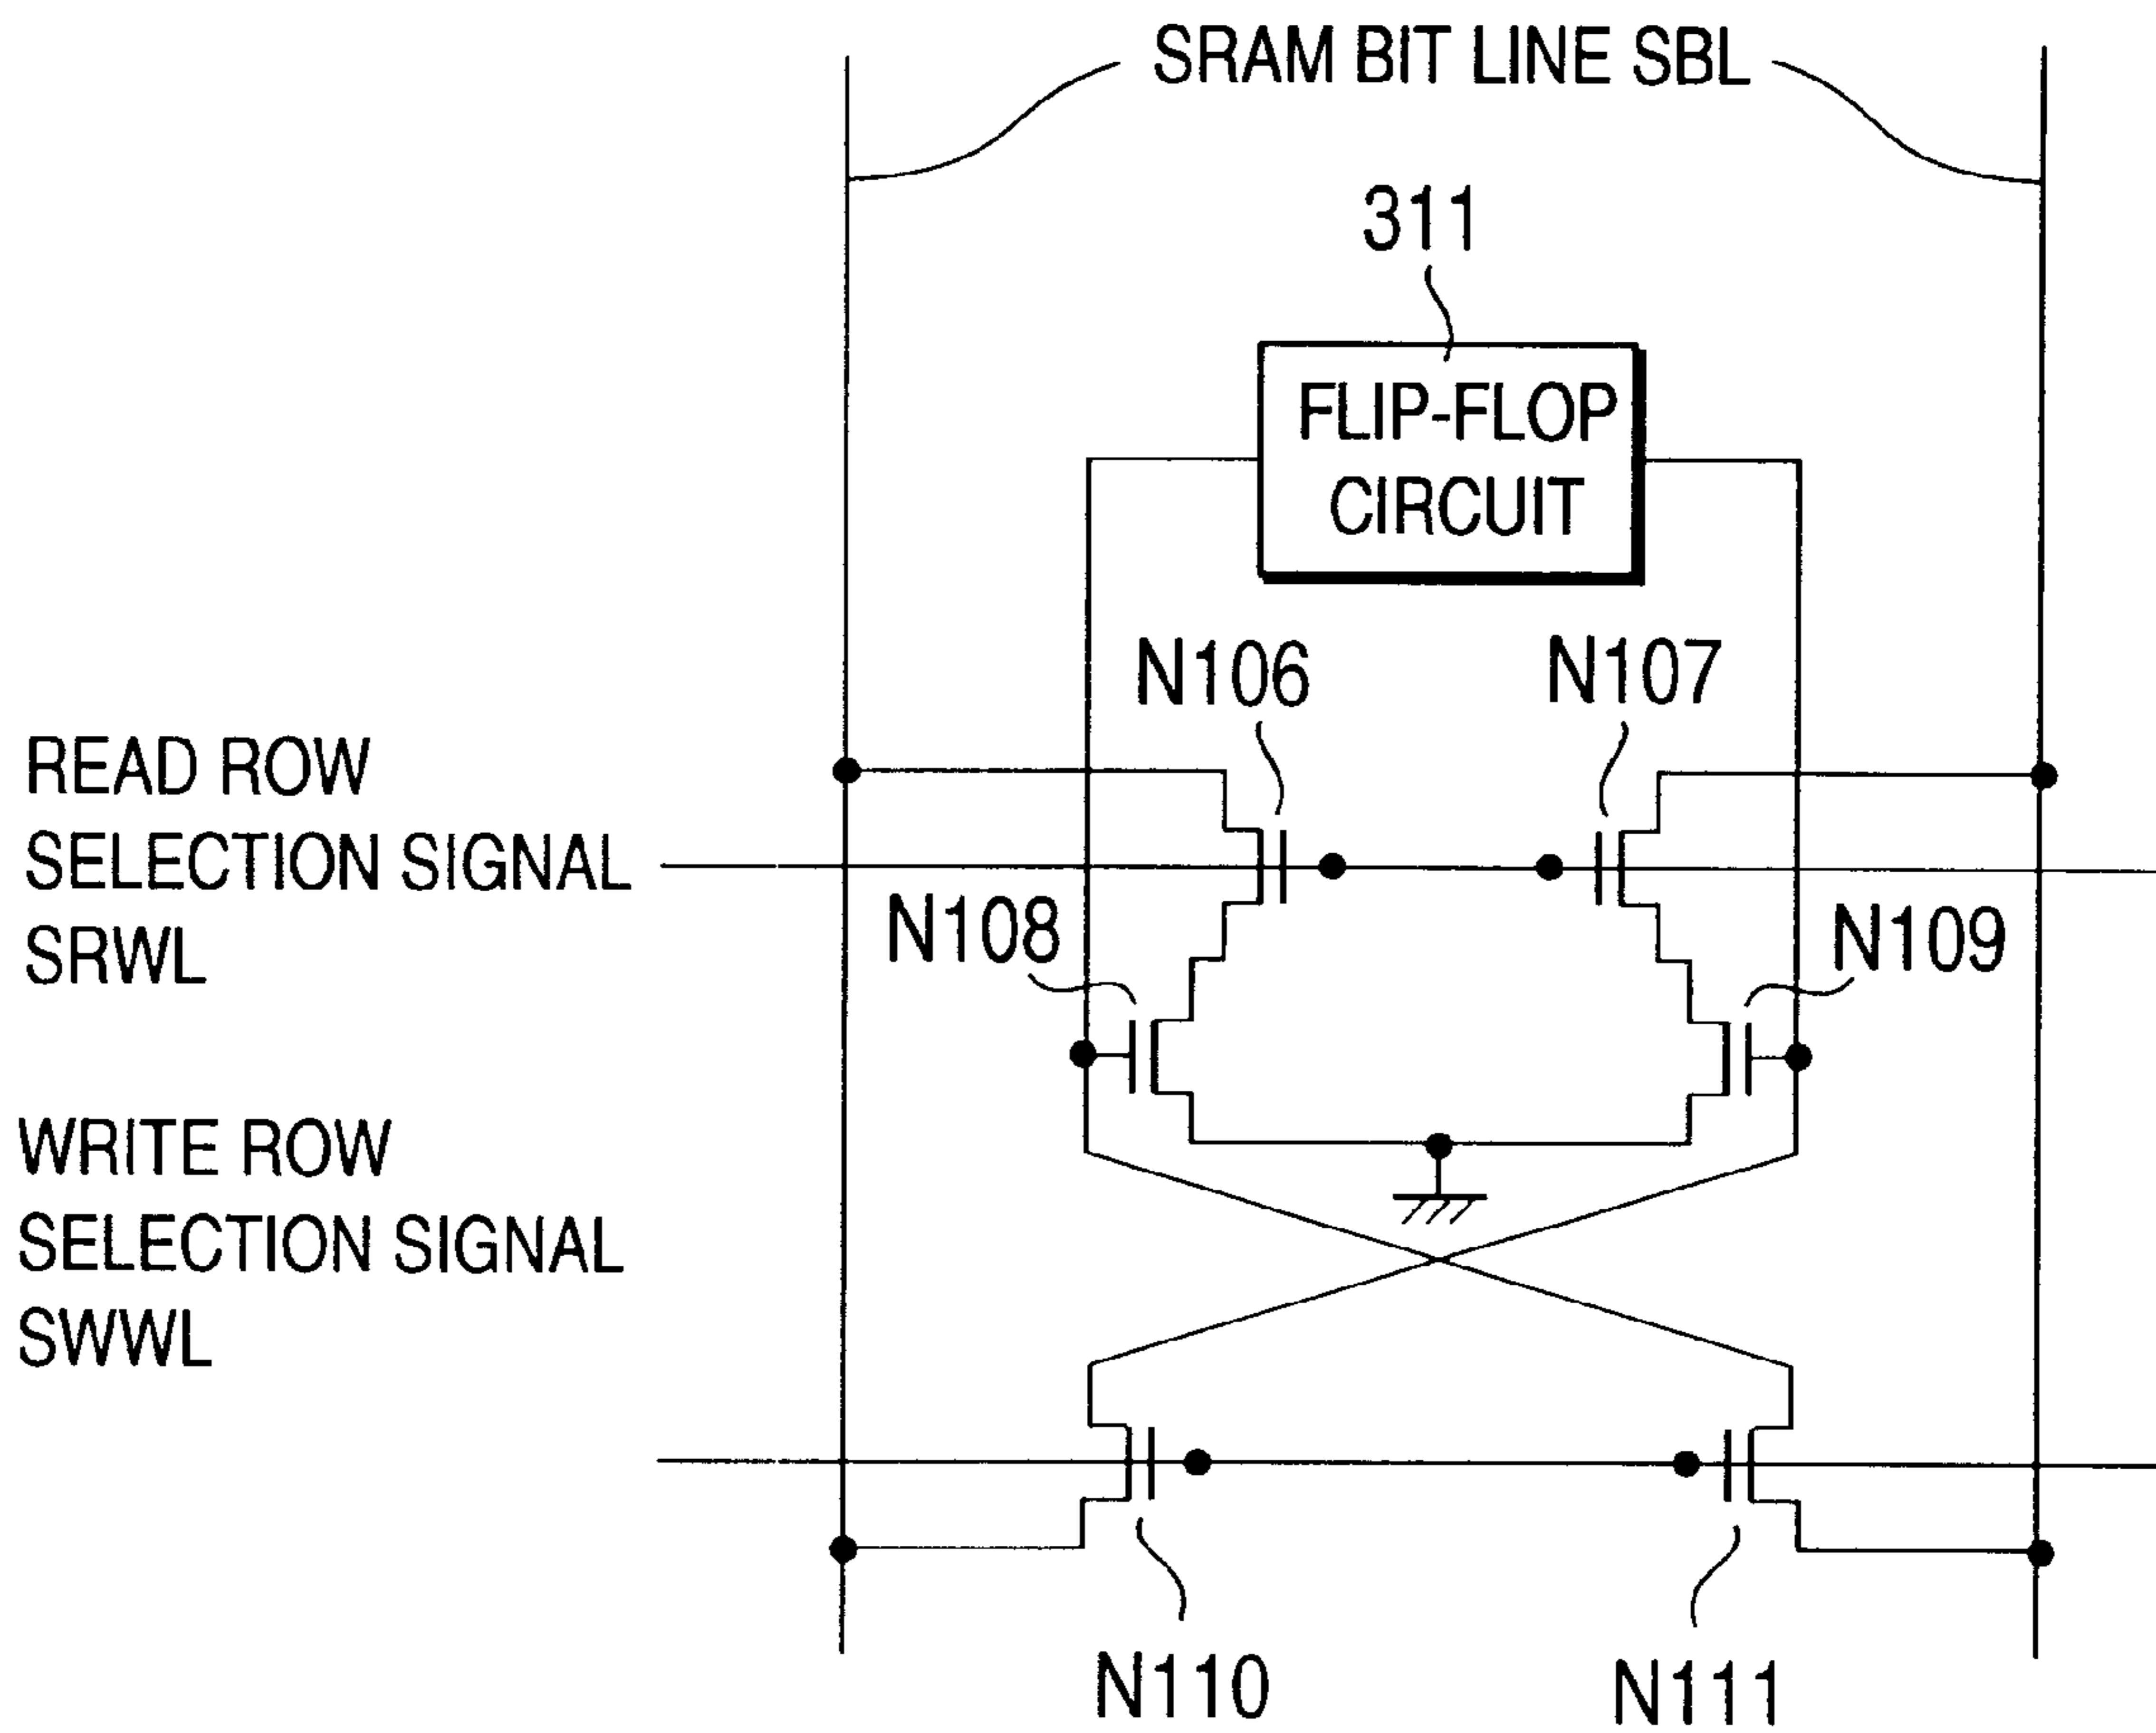 SRAM BIT LINE SBL
311
FLIP-FLOP
CIRCUIT
N106
N107
READ ROW
SELECTION SIGNAL
SRWL
N108
N109
WRITE ROW
SELECTION SIGNAL
SWWL
N110
N111